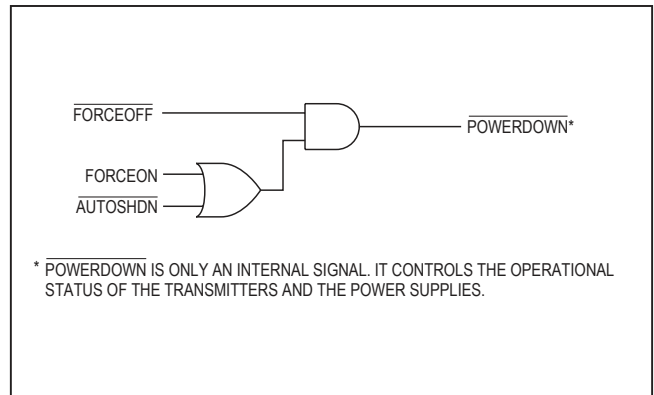 FORCEOFF
POWERDOWN*
FORCEON
AUTOSHDN
* POWERDOWN IS ONLY AN INTERNAL SIGNAL. IT CONTROLS THE OPERATIONAL
STATUS OF THE TRANSMITTERS AND THE POWER SUPPLIES.